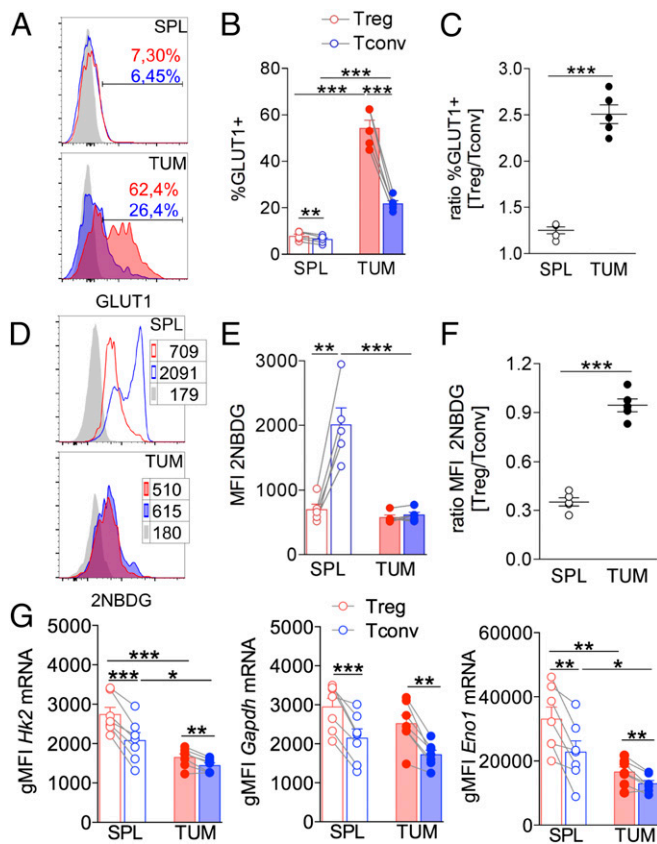 A
SPL
7,30%
6,45%
TUM
62,4%
26,4%
GLUT1
B
Treg
Tconv
%GLUT1+
80
60
40
20
0
***
*** ***
**
SPL TUM
C
ratio %GLUT1+
[Treg/Tconv]
3.0
2.5
2.0
1.5
1.0
***
SPL TUM
D
SPL
709
2091
179
TUM
510
615
180
2NBDG
E
MFI 2NBDG
3000
2000
1000
0
** ***
SPL TUM
F
ratio MFI 2NBDG
[Treg/Tconv]
1.2
0.9
0.6
0.3
0.0
***
SPL TUM
G
Treg
Tconv
gMFI Hk2 mRNA
5000
4000
3000
2000
1000
0
***
*** *
**
SPL TUM
gMFI Gapdh mRNA
5000
4000
3000
2000
1000
0
***
**
SPL TUM
gMFI Eno1 mRNA
60000
40000
20000
0
**
** *
**
SPL TUM